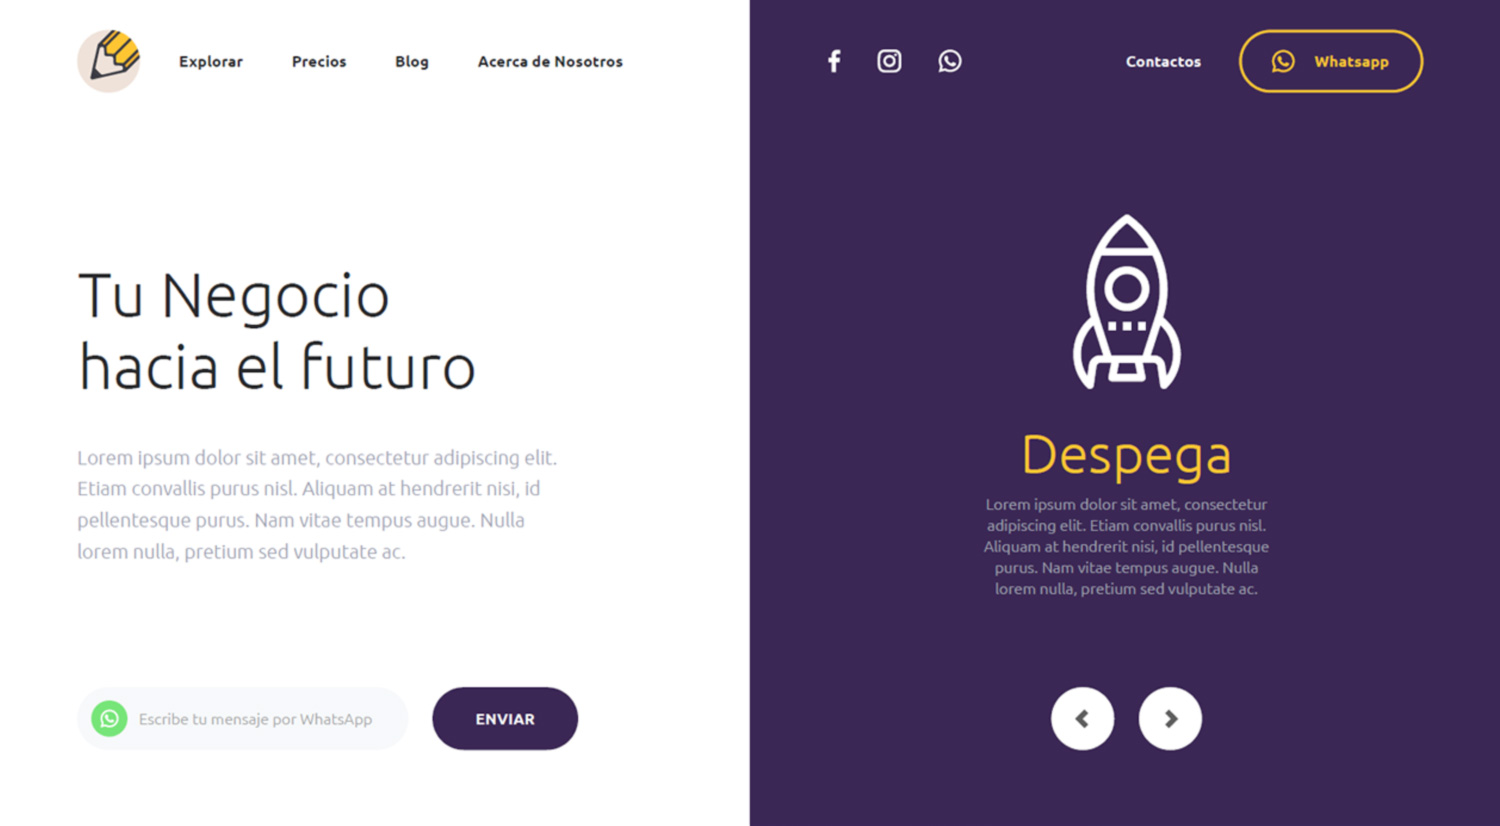 Explorar
Precios
Blog
Acerca de Nosotros
Contactos
Whatsapp
Tu Negocio
hacia el futuro
Lorem ipsum dolor sit amet, consectetur adipiscing elit.
Etiam convallis purus nisl. Aliquam at hendrerit nisi, id
pellentesque purus. Nam vitae tempus augue. Nulla
lorem nulla, pretium sed vulputate ac.
Escribe tu mensaje por WhatsApp
ENVIAR
Despega
Lorem ipsum dolor sit amet, consectetur
adipiscing elit. Etiam convallis purus nisl.
Aliquam at hendrerit nisi, id pellentesque
purus. Nam vitae tempus augue. Nulla
lorem nulla, pretium sed vulputate ac.